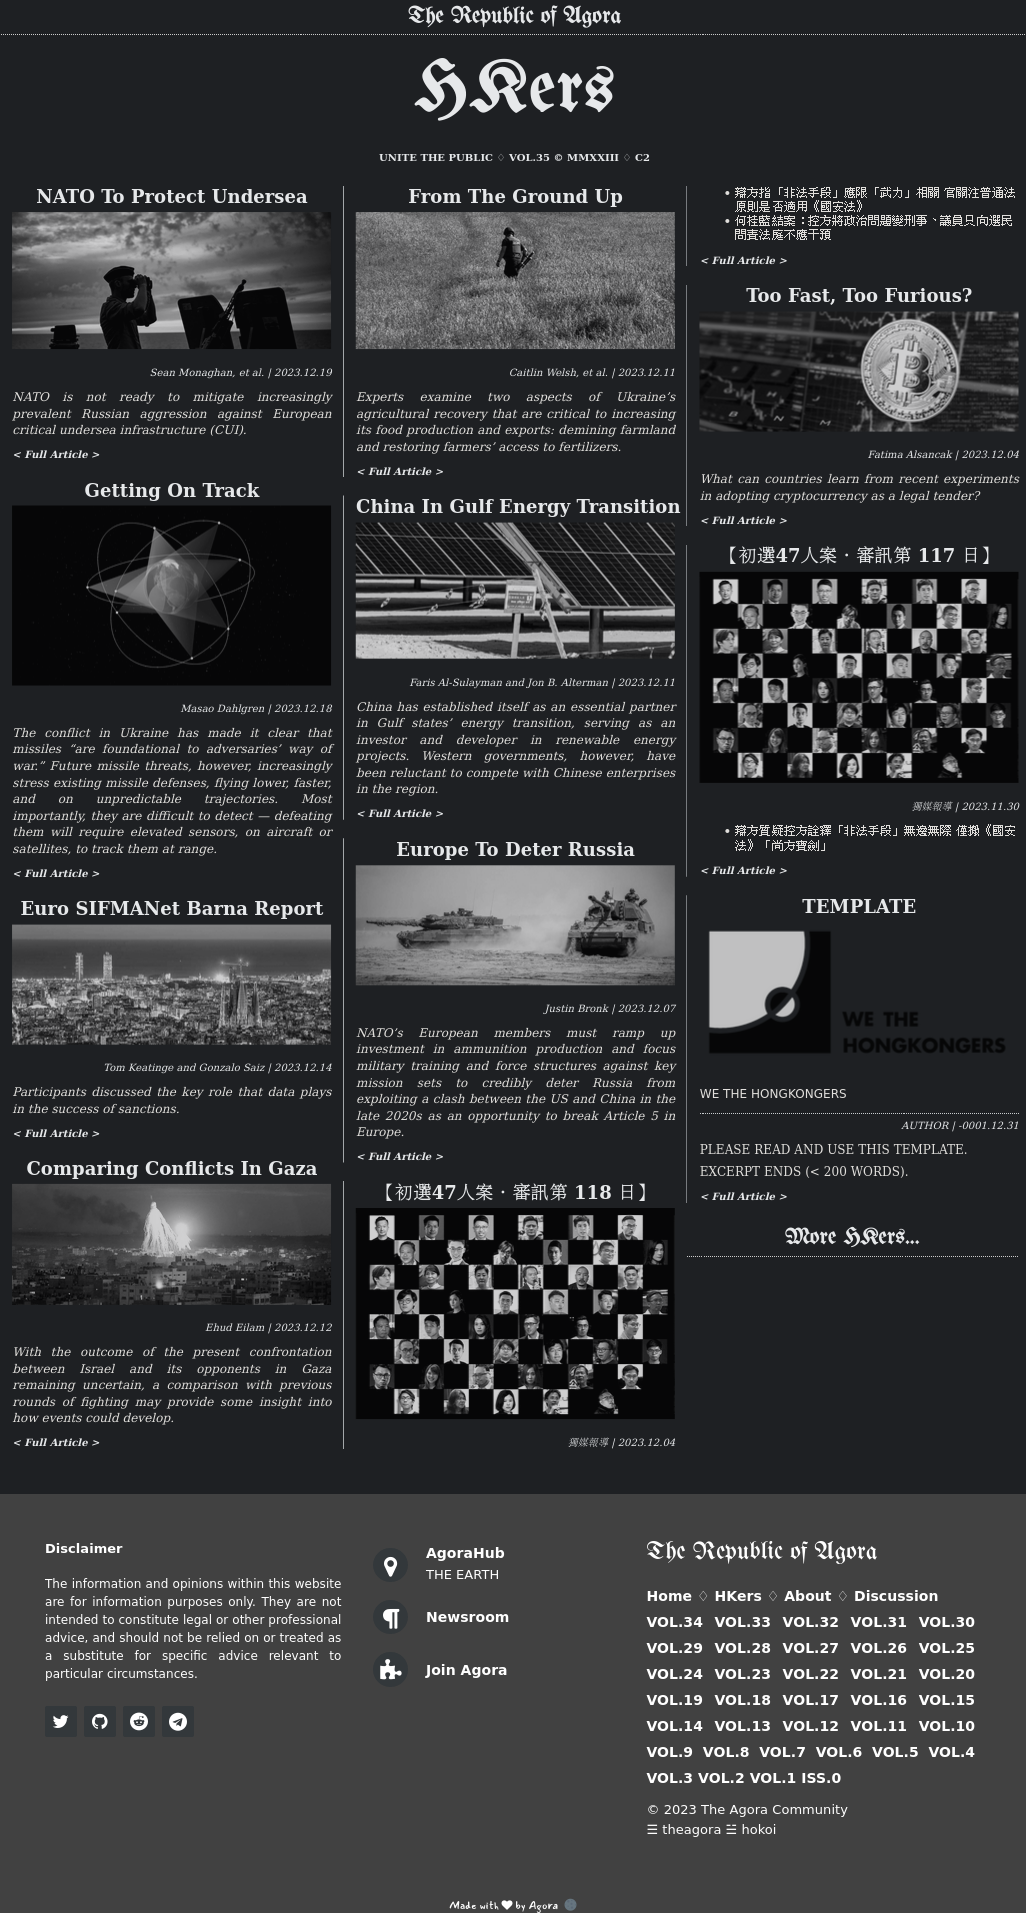 The Republic of Agora
HKers
UNITE THE PUBLIC ♢ VOL.35 © MMXXIII ♢ C2
NATO To Protect Undersea
Sean Monaghan, et al. | 2023.12.19
NATO is not ready to mitigate increasingly
prevalent Russian aggression against European
critical undersea infrastructure (CUI).
< Full Article >
Getting On Track
Masao Dahlgren | 2023.12.18
The conflict in Ukraine has made it clear that
missiles “are foundational to adversaries’ way of
war.” Future missile threats, however, increasingly
stress existing missile defenses, flying lower, faster,
and on unpredictable trajectories. Most
importantly, they are difficult to detect — defeating
them will require elevated sensors, on aircraft or
satellites, to track them at range.
< Full Article >
Euro SIFMANet Barna Report
Tom Keatinge and Gonzalo Saiz | 2023.12.14
Participants discussed the key role that data plays
in the success of sanctions.
< Full Article >
Comparing Conflicts In Gaza
Ehud Eilam | 2023.12.12
With the outcome of the present confrontation
between Israel and its opponents in Gaza
remaining uncertain, a comparison with previous
rounds of fighting may provide some insight into
how events could develop.
< Full Article >
From The Ground Up
Caitlin Welsh, et al. | 2023.12.11
Experts examine two aspects of Ukraine’s
agricultural recovery that are critical to increasing
its food production and exports: demining farmland
and restoring farmers’ access to fertilizers.
< Full Article >
China In Gulf Energy Transition
Faris Al-Sulayman and Jon B. Alterman | 2023.12.11
China has established itself as an essential partner
in Gulf states’ energy transition, serving as an
investor and developer in renewable energy
projects. Western governments, however, have
been reluctant to compete with Chinese enterprises
in the region.
< Full Article >
Europe To Deter Russia
Justin Bronk | 2023.12.07
NATO’s European members must ramp up
investment in ammunition production and focus
military training and force structures against key
mission sets to credibly deter Russia from
exploiting a clash between the US and China in the
late 2020s as an opportunity to break Article 5 in
Europe.
< Full Article >
【初選47人案・審訊第 118 日】
獨媒報導 | 2023.12.04
• 辯方指「非法手段」應限「武力」相關 官關注普通法
原則是否適用《國安法》
• 何桂藍結案：控方將政治問題變刑事、議員只向選民
問責法庭不應干預
< Full Article >
Too Fast, Too Furious?
Fatima Alsancak | 2023.12.04
What can countries learn from recent experiments
in adopting cryptocurrency as a legal tender?
< Full Article >
【初選47人案・審訊第 117 日】
獨媒報導 | 2023.11.30
• 辯方質疑控方詮釋「非法手段」無邊無際 僅搬《國安
法》「尚方寶劍」
< Full Article >
TEMPLATE
WE THE
HONGKONGERS
WE THE HONGKONGERS
AUTHOR | -0001.12.31
PLEASE READ AND USE THIS TEMPLATE.
EXCERPT ENDS (< 200 WORDS).
< Full Article >
More HKers...
Disclaimer
The information and opinions within this website
are for information purposes only. They are not
intended to constitute legal or other professional
advice, and should not be relied on or treated as
a substitute for specific advice relevant to
particular circumstances.
AgoraHub
THE EARTH
Newsroom
Join Agora
The Republic of Agora
Home ♢ HKers ♢ About ♢ Discussion
VOL.34 VOL.33 VOL.32 VOL.31 VOL.30
VOL.29 VOL.28 VOL.27 VOL.26 VOL.25
VOL.24 VOL.23 VOL.22 VOL.21 VOL.20
VOL.19 VOL.18 VOL.17 VOL.16 VOL.15
VOL.14 VOL.13 VOL.12 VOL.11 VOL.10
VOL.9 VOL.8 VOL.7 VOL.6 VOL.5 VOL.4
VOL.3 VOL.2 VOL.1 ISS.0
© 2023 The Agora Community
☰ theagora ☱ hokoi
Made with ❤ by Agora